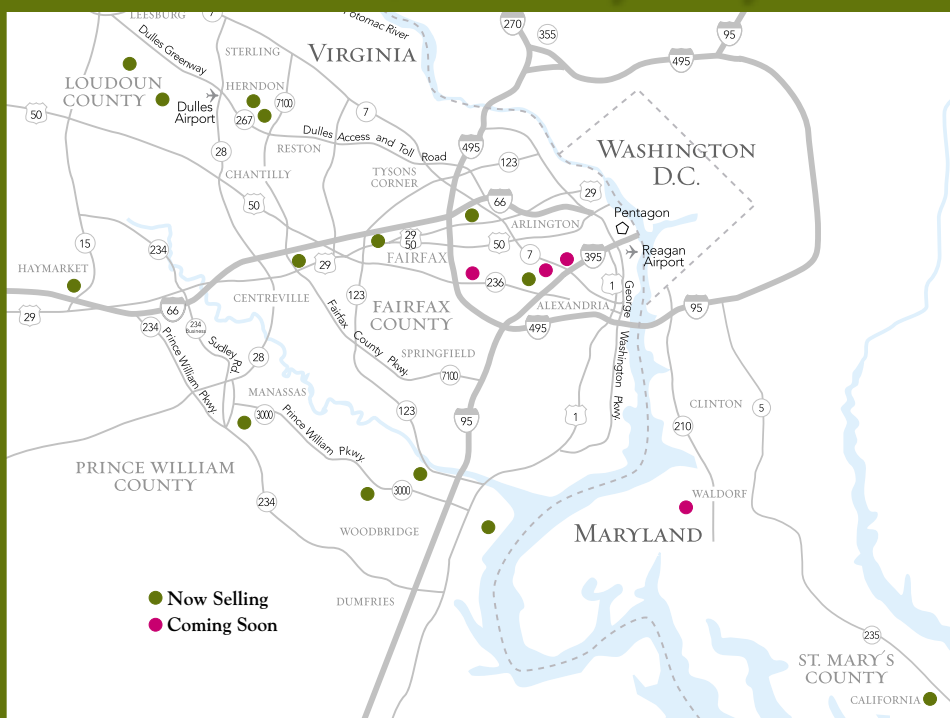 LEESBURG
7
Potomac River
270
355
95
Dulles Greenway
STERLING
VIRGINIA
495
LOUDOUN
COUNTY
HERNDON
7100
Dulles
Airport
50
267
7
Dulles Access and Toll Road
28
RESTON
495
123
WASHINGTON
D.C.
CHANTILLY
TYSONS
CORNER
66
29
50
ARLINGTON
Pentagon
15
234
29
50
50
7
395
Reagan
Airport
HAYMARKET
29
FAIRFAX
236
1
CENTREVILLE
123
FAIRFAX
COUNTY
ALEXANDRIA
George Washington Pkwy.
95
29
66
234
234
Business
Sudley Rd.
Prince William Pkwy.
Fairfax County Pkwy.
495
28
SPRINGFIELD
7100
MANASSAS
3000
Prince William Pkwy.
123
95
1
CLINTON
5
210
PRINCE WILLIAM
COUNTY
234
3000
WALDORF
WOODBRIDGE
MARYLAND
Now Selling
Coming Soon
DUMFRIES
235
ST. MARY´S
COUNTY
CALIFORNIA